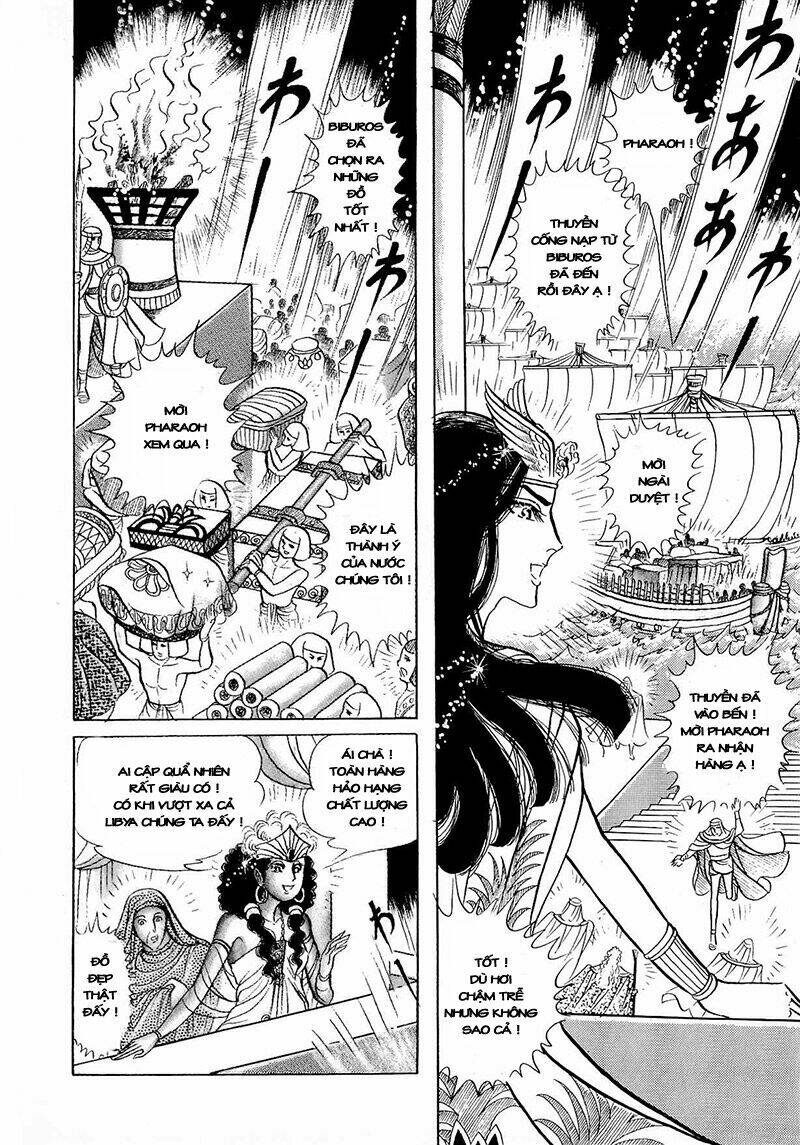 PHARAOH !
THUYỀN
CỐNG NẠP TỪ
BIBUROS
ĐÃ ĐẾN
RỒI ĐÂY Ạ !
わあああ
わー
MỜI
NGÀI
DUYỆT !
THUYỀN ĐÃ
VÀO BẾN !
MỜI PHARAOH
RA NHẬN
HÀNG Ạ !
TỐT !
DÙ HƠI
CHẬM TRỄ
NHƯNG KHÔNG
SAO CẢ !
わー
BIBUROS
ĐÃ
CHỌN RA
NHỮNG
ĐỒ
TỐT
NHẤT !
わー
わー
MỜI
PHARAOH
XEM QUA !
ĐÂY LÀ
THÀNH Ý
CỦA NƯỚC
CHÚNG TÔI !
ÁI CHÀ !
TOÀN HÀNG
HẢO HẠNG
CHẤT LƯỢNG
CAO !
AI CẬP QUẢ NHIÊN
RẤT GIÀU CÓ !
CÓ KHI VƯỢT XA CẢ
LIBYA CHÚNG TA ĐẤY !
わー
ĐỒ
ĐẸP
THẬT
ĐẤY !